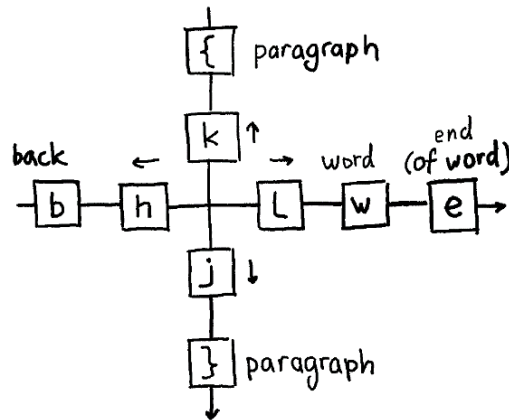 { paragraph
k ↑
back ← → word end
(of word)
b h L w e
j ↓
} paragraph